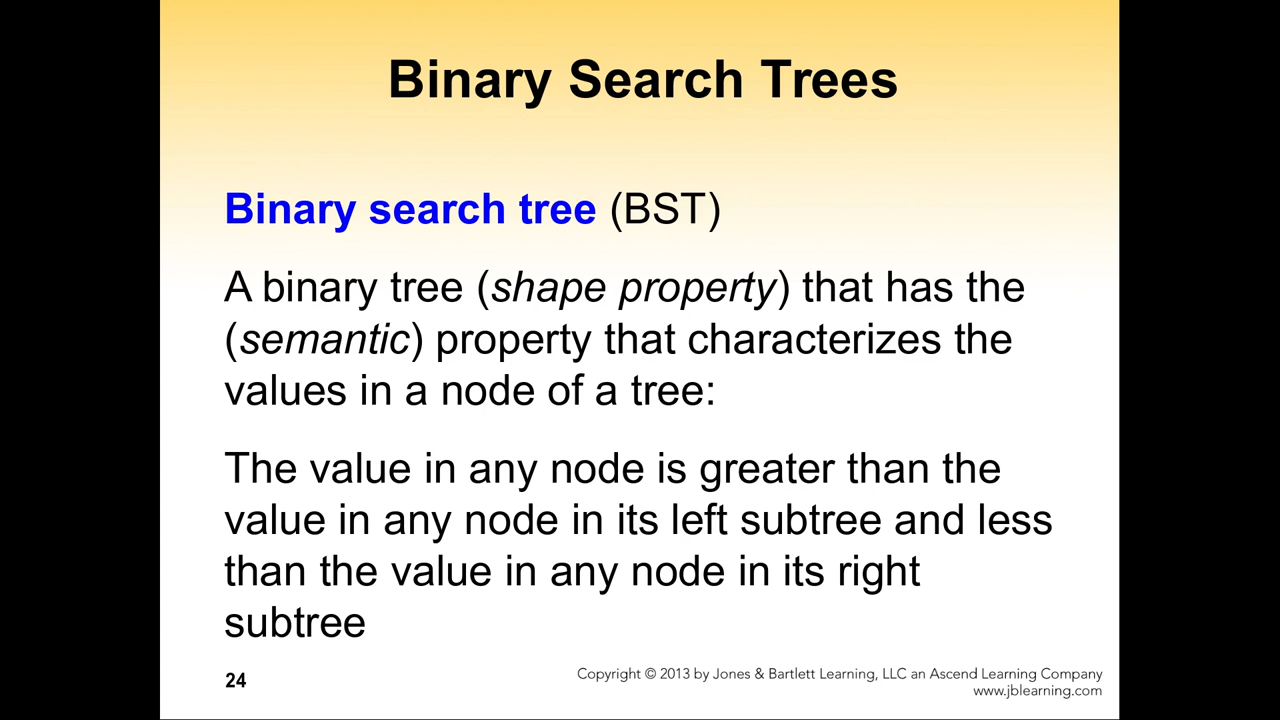 Binary Search Trees
Binary search tree (BST)
A binary tree (shape property) that has the
(semantic) property that characterizes the
values in a node of a tree:
The value in any node is greater than the
value in any node in its left subtree and less
than the value in any node in its right
subtree
24
Copyright © 2013 by Jones & Bartlett Learning, LLC an Ascend Learning Company
www.jblearning.com